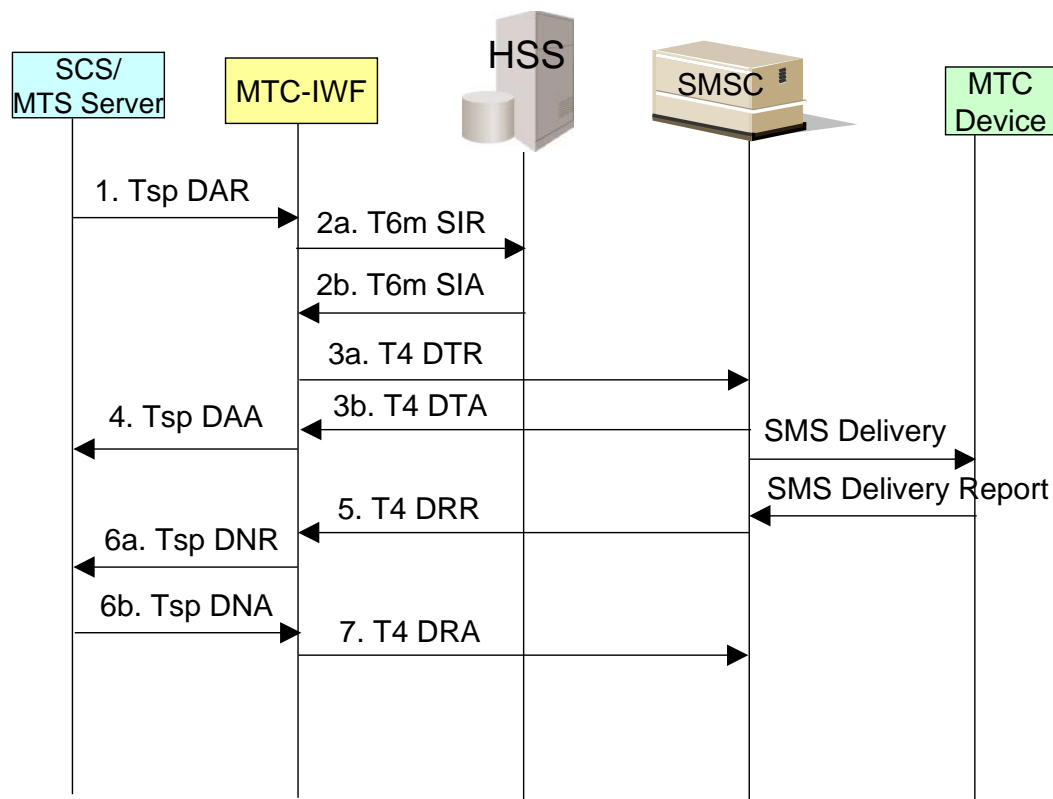 SCS/
MTS Server
MTC-IWF
HSS
SMSC
MTC
Device
1. Tsp DAR
2a. T6m SIR
2b. T6m SIA
3a. T4 DTR
3b. T4 DTA
4. Tsp DAA
SMS Delivery
SMS Delivery Report
5. T4 DRR
6a. Tsp DNR
6b. Tsp DNA
7. T4 DRA